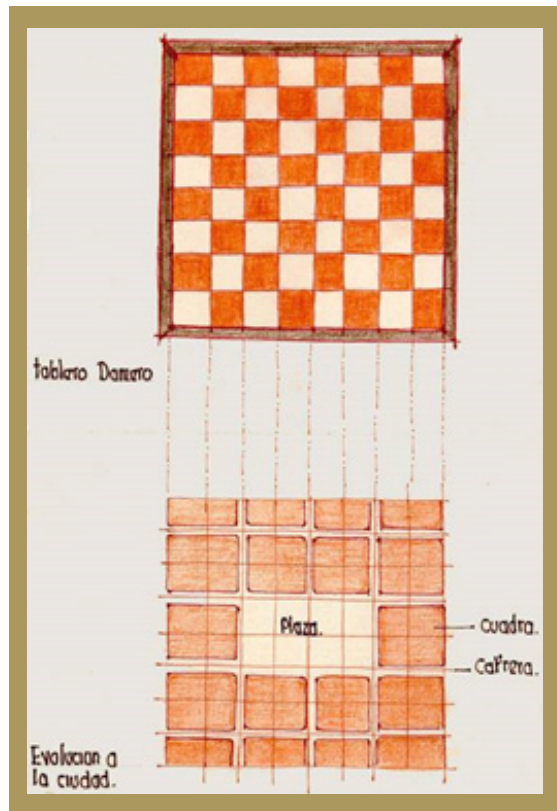 tablero Damero
Plaza.
cuadra.
Carrera.
Evolucion a
la ciudad.